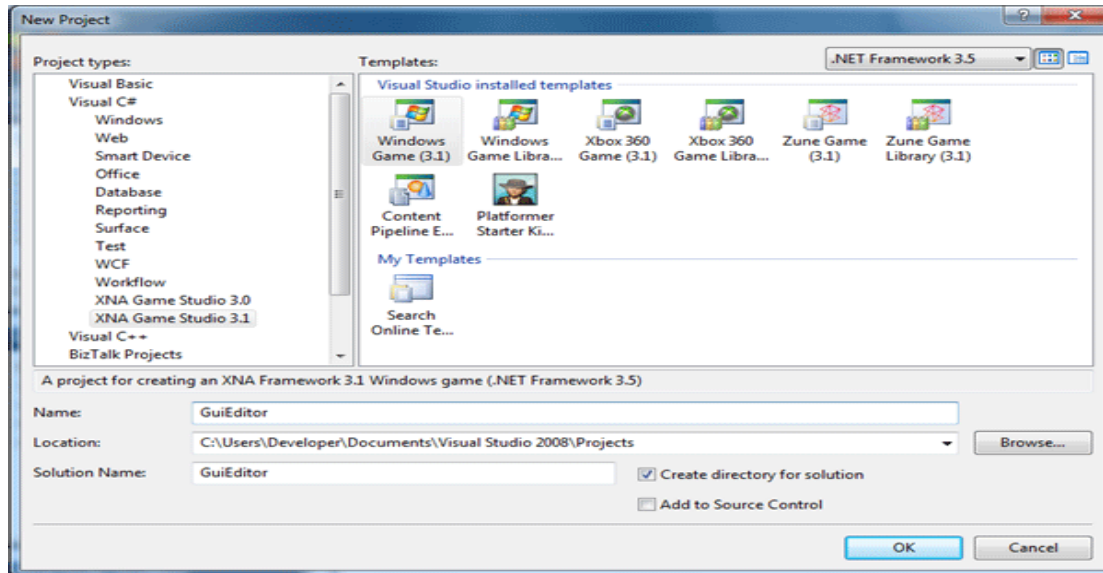 New Project
Project types:
Templates:
.NET Framework 3.5
Visual Basic
Visual C#
Windows
Web
Smart Device
Office
Database
Reporting
Surface
Test
WCF
Workflow
XNA Game Studio 3.0
XNA Game Studio 3.1
Visual C++
BizTalk Projects
Visual Studio installed templates
Windows Game (3.1)
Windows Game Libra...
Xbox 360 Game (3.1)
Xbox 360 Game Libra...
Zune Game (3.1)
Zune Game Library (3.1)
Content Pipeline E...
Platformer Starter Ki...
My Templates
Search Online Te...
A project for creating an XNA Framework 3.1 Windows game (.NET Framework 3.5)
Name:
GuiEditor
Location:
C:\Users\Developer\Documents\Visual Studio 2008\Projects
Browse...
Solution Name:
GuiEditor
Create directory for solution
Add to Source Control
OK
Cancel